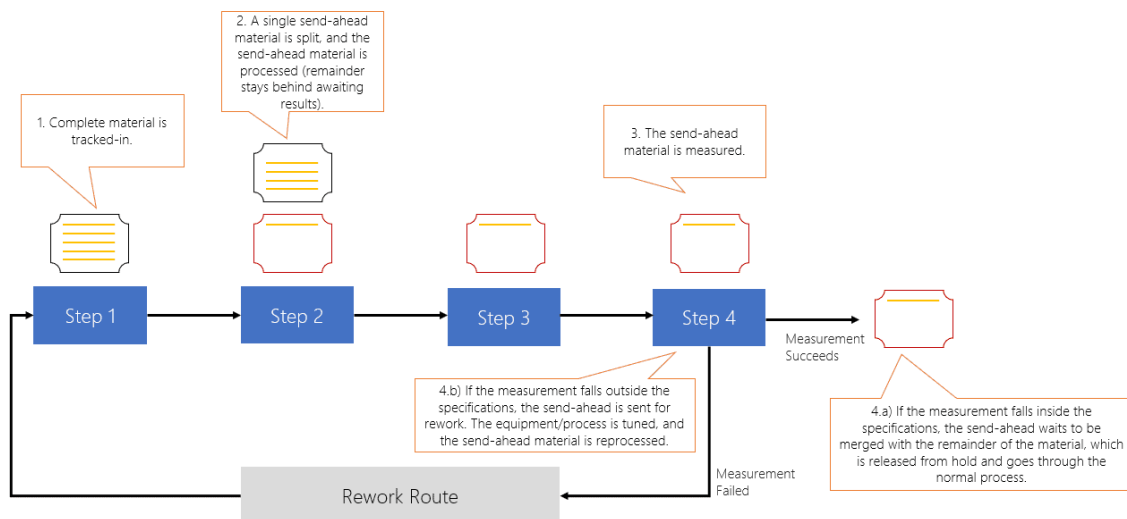 2. A single send-ahead
material is split, and the
send-ahead material is
processed (remainder
stays behind awaiting
results).
1. Complete material is
tracked-in.
3. The send-ahead
material is measured.
Step 1
Step 2
Step 3
Step 4
Measurement
Succeeds
4.b) If the measurement falls outside the
specifications, the send-ahead is sent for
rework. The equipment/process is tuned, and
the send-ahead material is reprocessed.
4.a) If the measurement falls inside the
specifications, the send-ahead waits to be
merged with the remainder of the material, which
is released from hold and goes through the
normal process.
Measurement
Failed
Rework Route